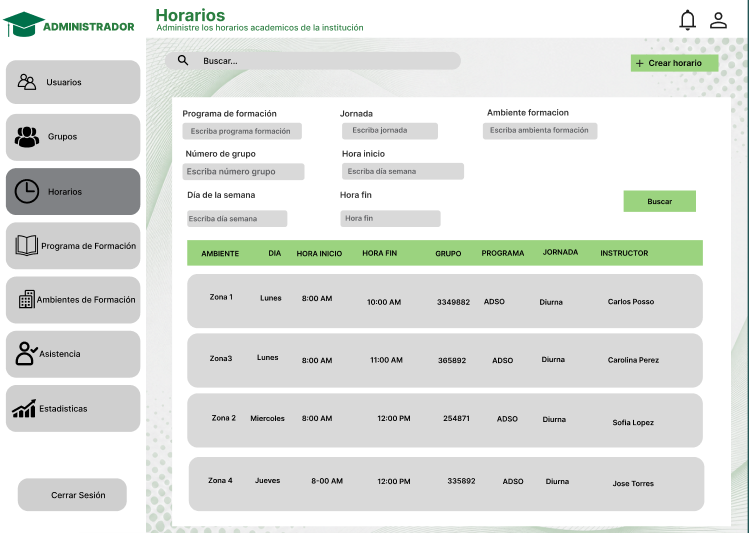 ADMINISTRADOR
Horarios
Administre los horarios academicos de la institución
Usuarios
Grupos
Horarios
Programa de Formación
Ambientes de Formación
Asistencia
Estadisticas
Cerrar Sesión
Buscar...
+ Crear horario
Programa de formación
Jornada
Ambiente formacion
Escriba programa formación
Escriba jornada
Escriba ambienta formación
Número de grupo
Hora inicio
Escriba número grupo
Escriba día semana
Día de la semana
Hora fin
Escriba día semana
Hora fin
Buscar
AMBIENTE DIA HORA INICIO HORA FIN GRUPO PROGRAMA JORNADA INSTRUCTOR
Zona 1 Lunes 8:00 AM 10:00 AM 3349882 ADSO Diurna Carlos Posso
Zona3 Lunes 8:00 AM 11:00 AM 365892 ADSO Diurna Carolina Perez
Zona 2 Miercoles 8:00 AM 12:00 PM 254871 ADSO Diurna Sofia Lopez
Zona 4 Jueves 8-00 AM 12:00 PM 335892 ADSO Diurna Jose Torres